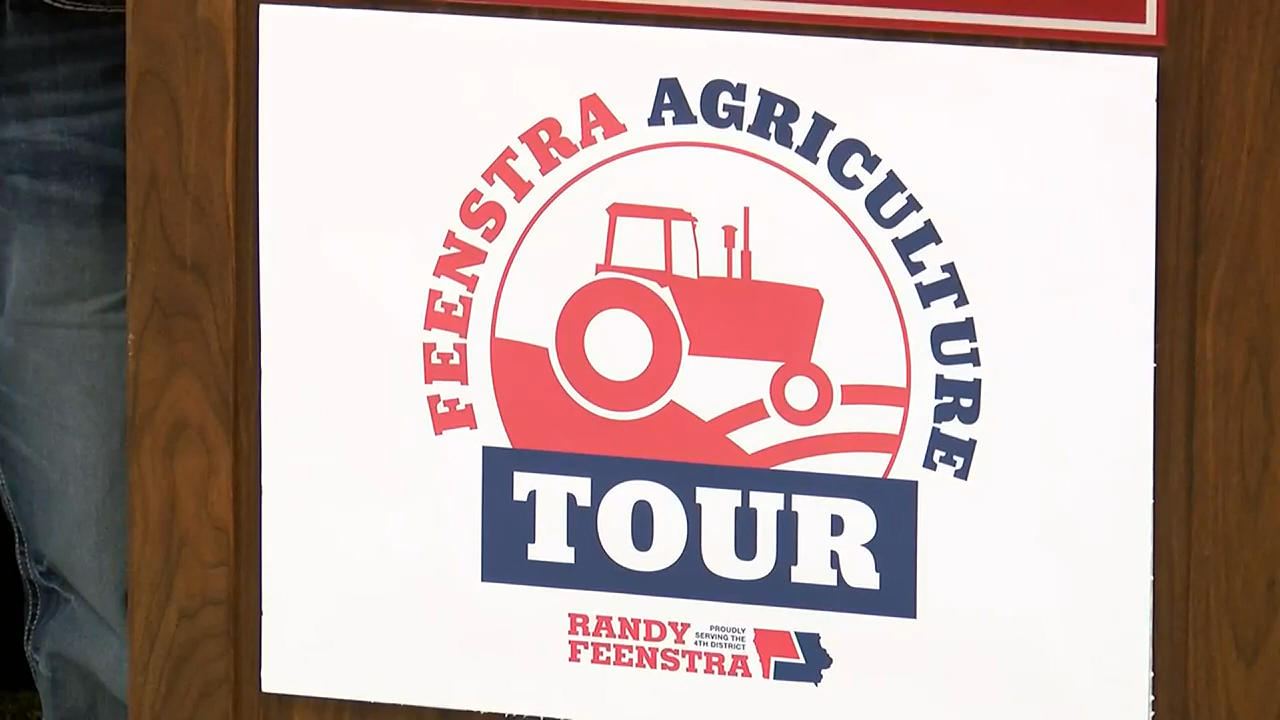 FEENSTRA AGRICULTURE
TOUR
RANDY
FEENSTRA
PROUDLY
SERVING THE
4TH DISTRICT